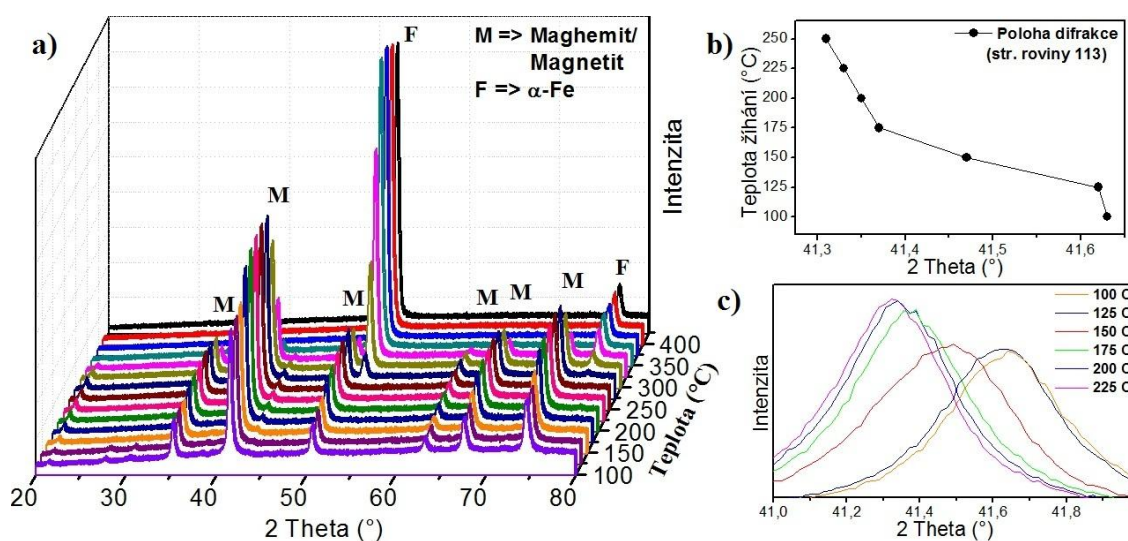 a)
M => Maghemit/
Magnetit
F => α-Fe
F
M
M
M
M
M
M
F
Intenzita
400
350
300
250
200
150
100
Teplota (°C)
20 30 40 50 60 70 80
2 Theta (°)
b)
Poloha difrakce
(str. roviny 113)
Teplota žíhání (°C)
250
225
200
175
150
125
100
41,3 41,4 41,5 41,6
2 Theta (°)
c)
100 C
125 C
150 C
175 C
200 C
225 C
Intenzita
41,0 41,2 41,4 41,6 41,8
2 Theta (°)